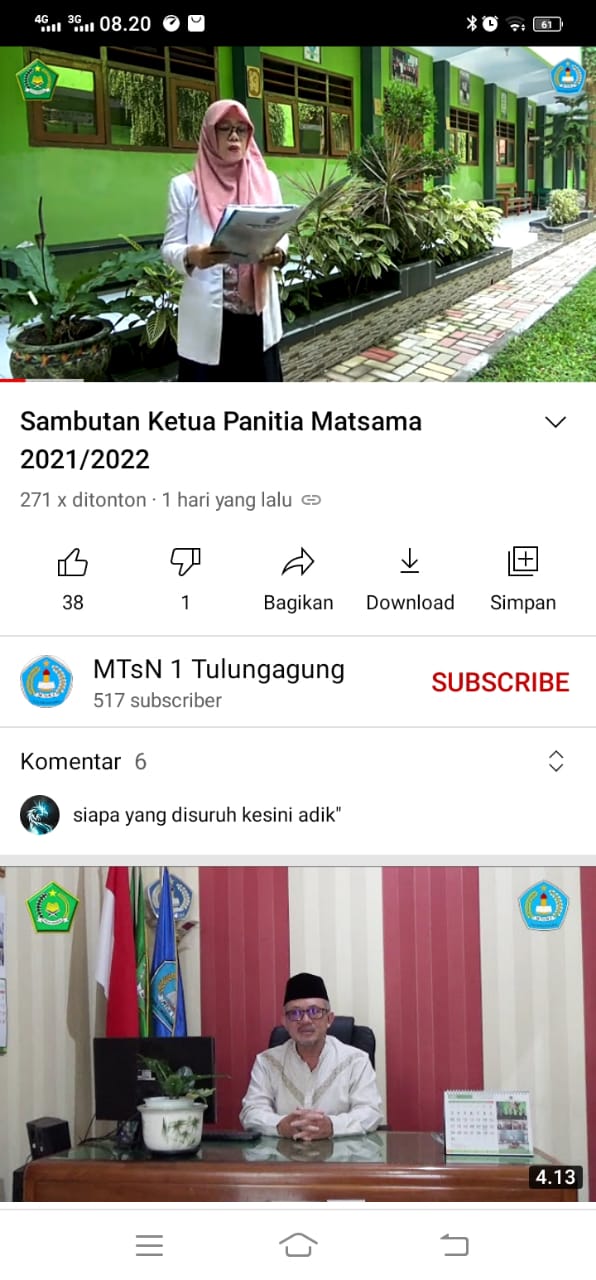 4G 3G 08.20 61
Sambutan Ketua Panitia Matsama
2021/2022
271 x ditonton · 1 hari yang lalu
38
1
Bagikan
Download
Simpan
MTsN 1 Tulungagung
517 subscriber
SUBSCRIBE
Komentar 6
siapa yang disuruh kesini adik"
4.13